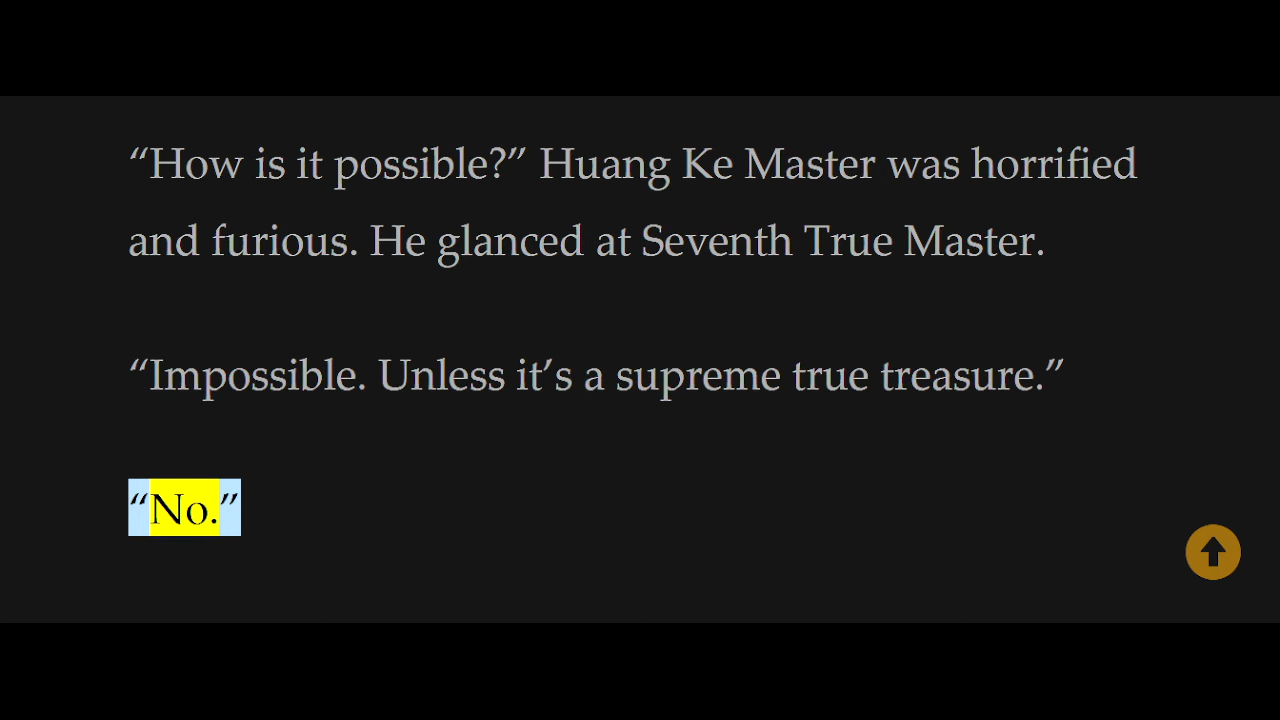 “How is it possible?” Huang Ke Master was horrified
and furious. He glanced at Seventh True Master.
“Impossible. Unless it’s a supreme true treasure.”
“No.”